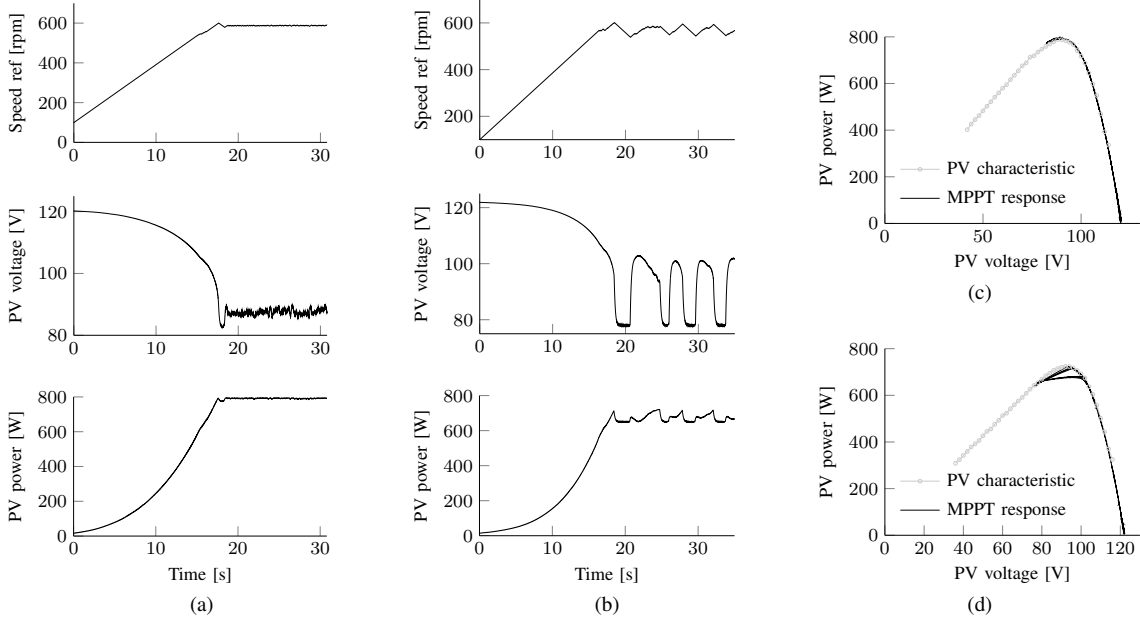 Speed ref [rpm]
600
400
200
0
0 10 20 30
PV voltage [V]
120
100
80
0 10 20 30
PV power [W]
800
600
400
200
0
0 10 20 30
Time [s]
(a)
Speed ref [rpm]
600
400
200
0 10 20 30
PV voltage [V]
120
100
80
0 10 20 30
PV power [W]
800
600
400
200
0
0 10 20 30
Time [s]
(b)
PV power [W]
800
600
400
200
0
PV characteristic
MPPT response
0 50 100
PV voltage [V]
(c)
PV power [W]
800
600
400
200
0
PV characteristic
MPPT response
0 20 40 60 80 100 120
PV voltage [V]
(d)